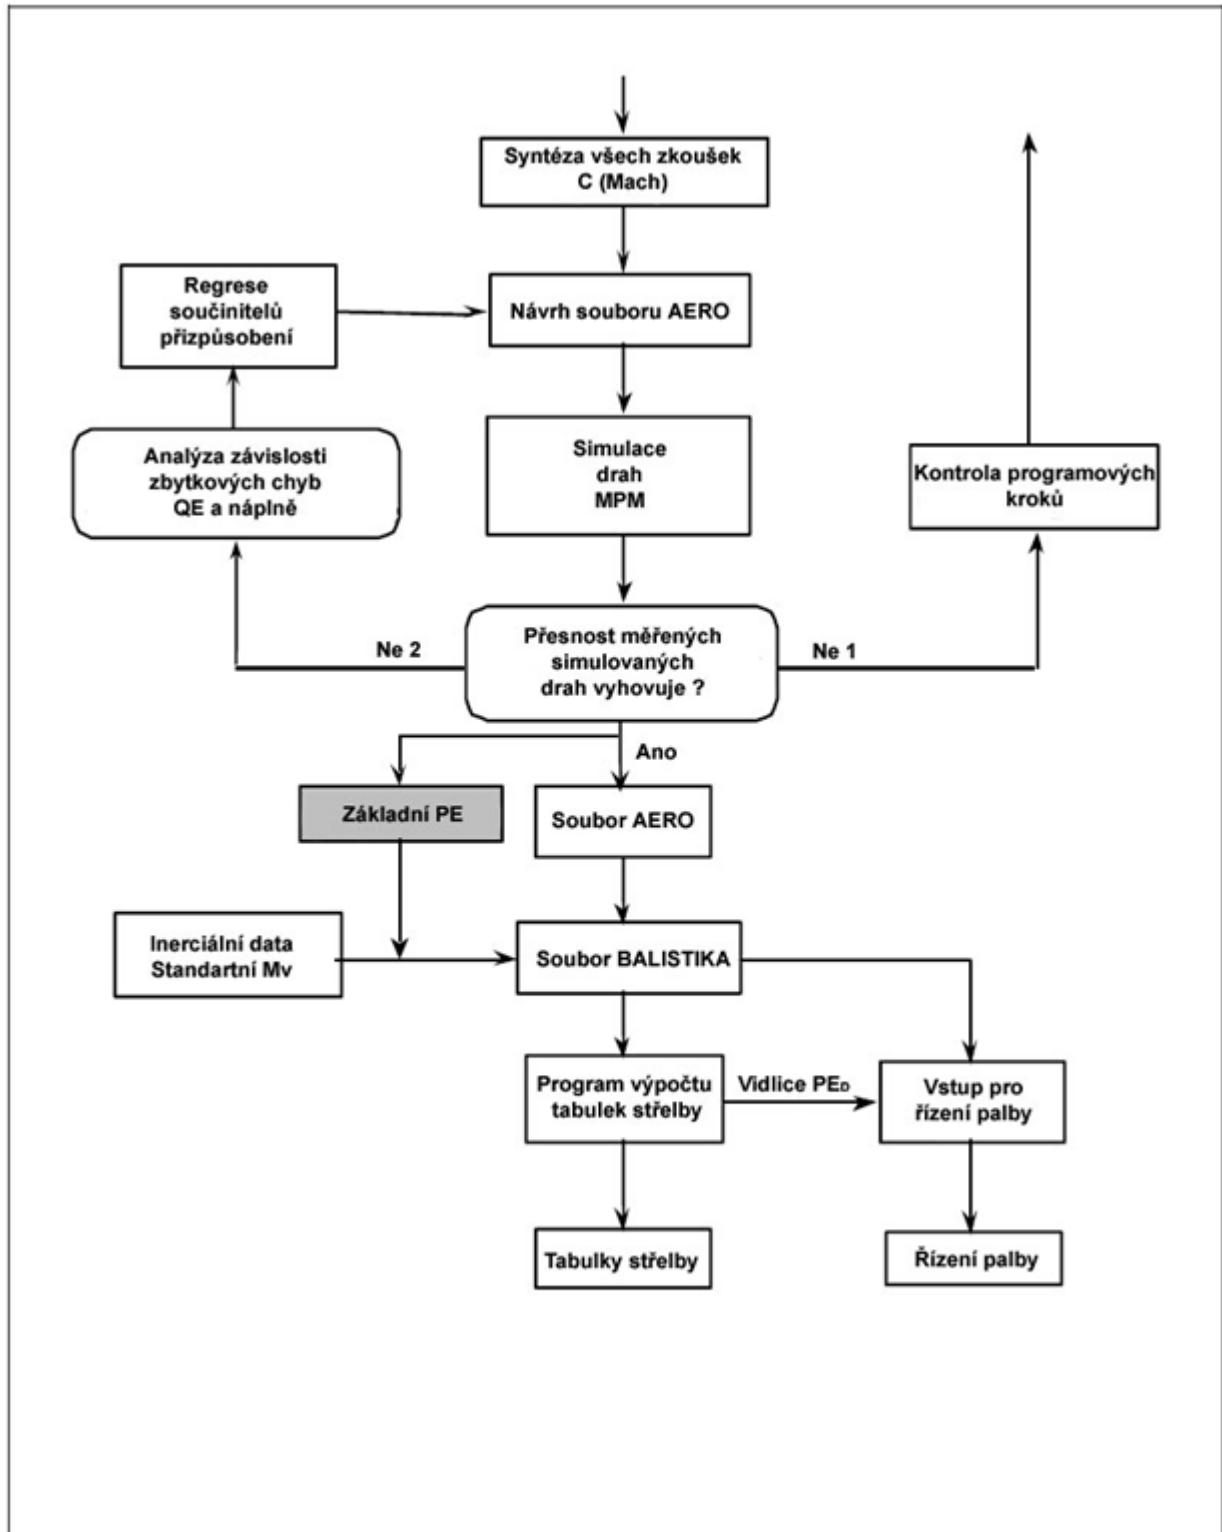 Syntéza všech zkoušek
C (Mach)
Regrese
součinitelů
přizpůsobení
Návrh souboru AERO
Analýza závislosti
zbytkových chyb
QE a náplně
Simulace
drah
MPM
Kontrola programových
kroků
Ne 2
Přesnost měřených
simulovaných
drah vyhovuje ?
Ne 1
Ano
Základní PE
Soubor AERO
Inerciální data
Standartní Mv
Soubor BALISTIKA
Program výpočtu
tabulek střelby
Vidlice PED
Vstup pro
řízení palby
Tabulky střelby
Řízení palby